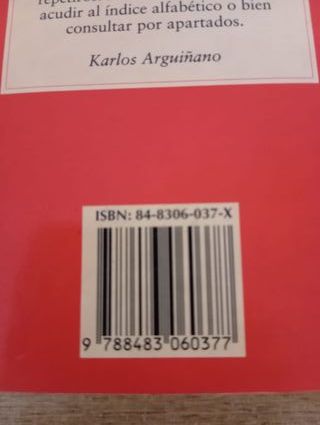 acudir al índice alfabético o bien
consultar por apartados.
Karlos Arguiñano
ISBN: 84-8306-037-X
9 788483 060377